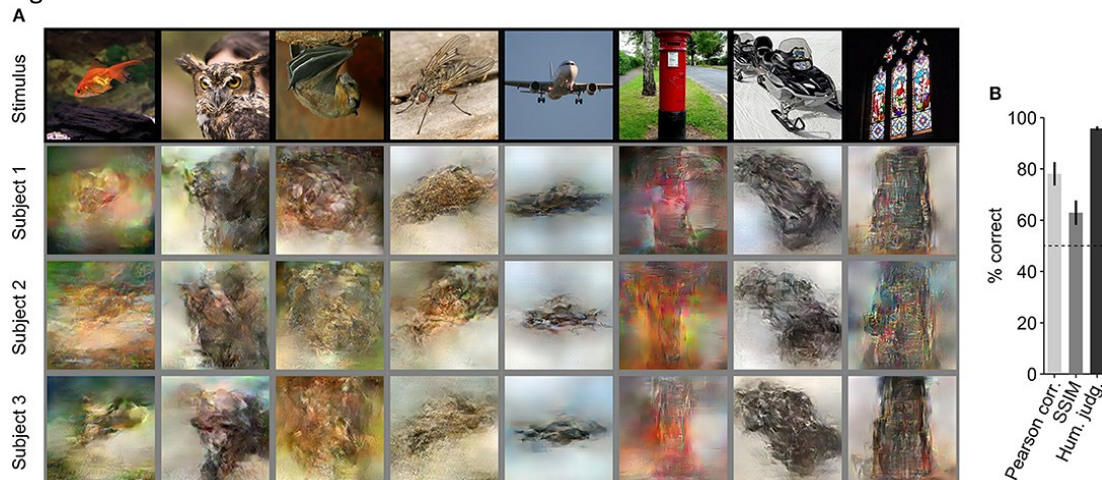 A
Stimulus
Subject 1
Subject 2
Subject 3
B
% correct
100
80
60
40
20
0
Pearson corr.
SSIM
Hum. judg.